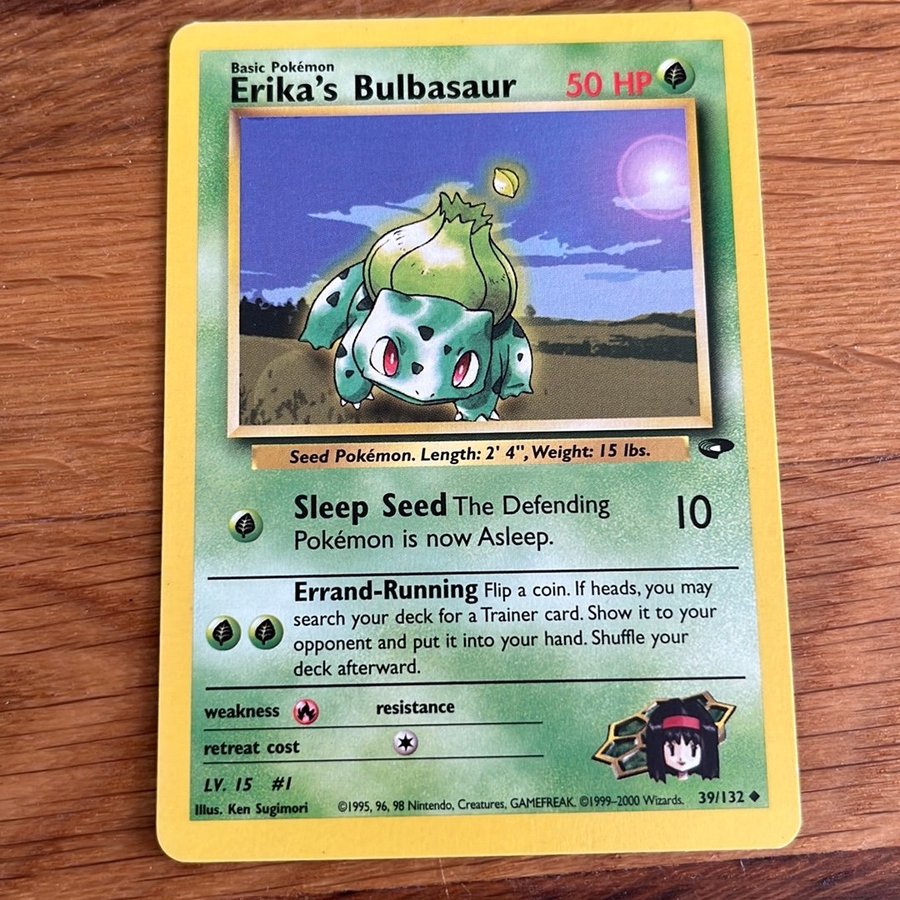 Basic Pokémon
Erika's Bulbasaur 50 HP
Seed Pokémon. Length: 2' 4", Weight: 15 lbs.
Sleep Seed The Defending 10
Pokémon is now Asleep.
Errand-Running Flip a coin. If heads, you may
search your deck for a Trainer card. Show it to your
opponent and put it into your hand. Shuffle your
deck afterward.
weakness resistance
retreat cost
LV. 15 #1
Illus. Ken Sugimori ©1995, 96, 98 Nintendo, Creatures, GAMEFREAK. ©1999–2000 Wizards. 39/132